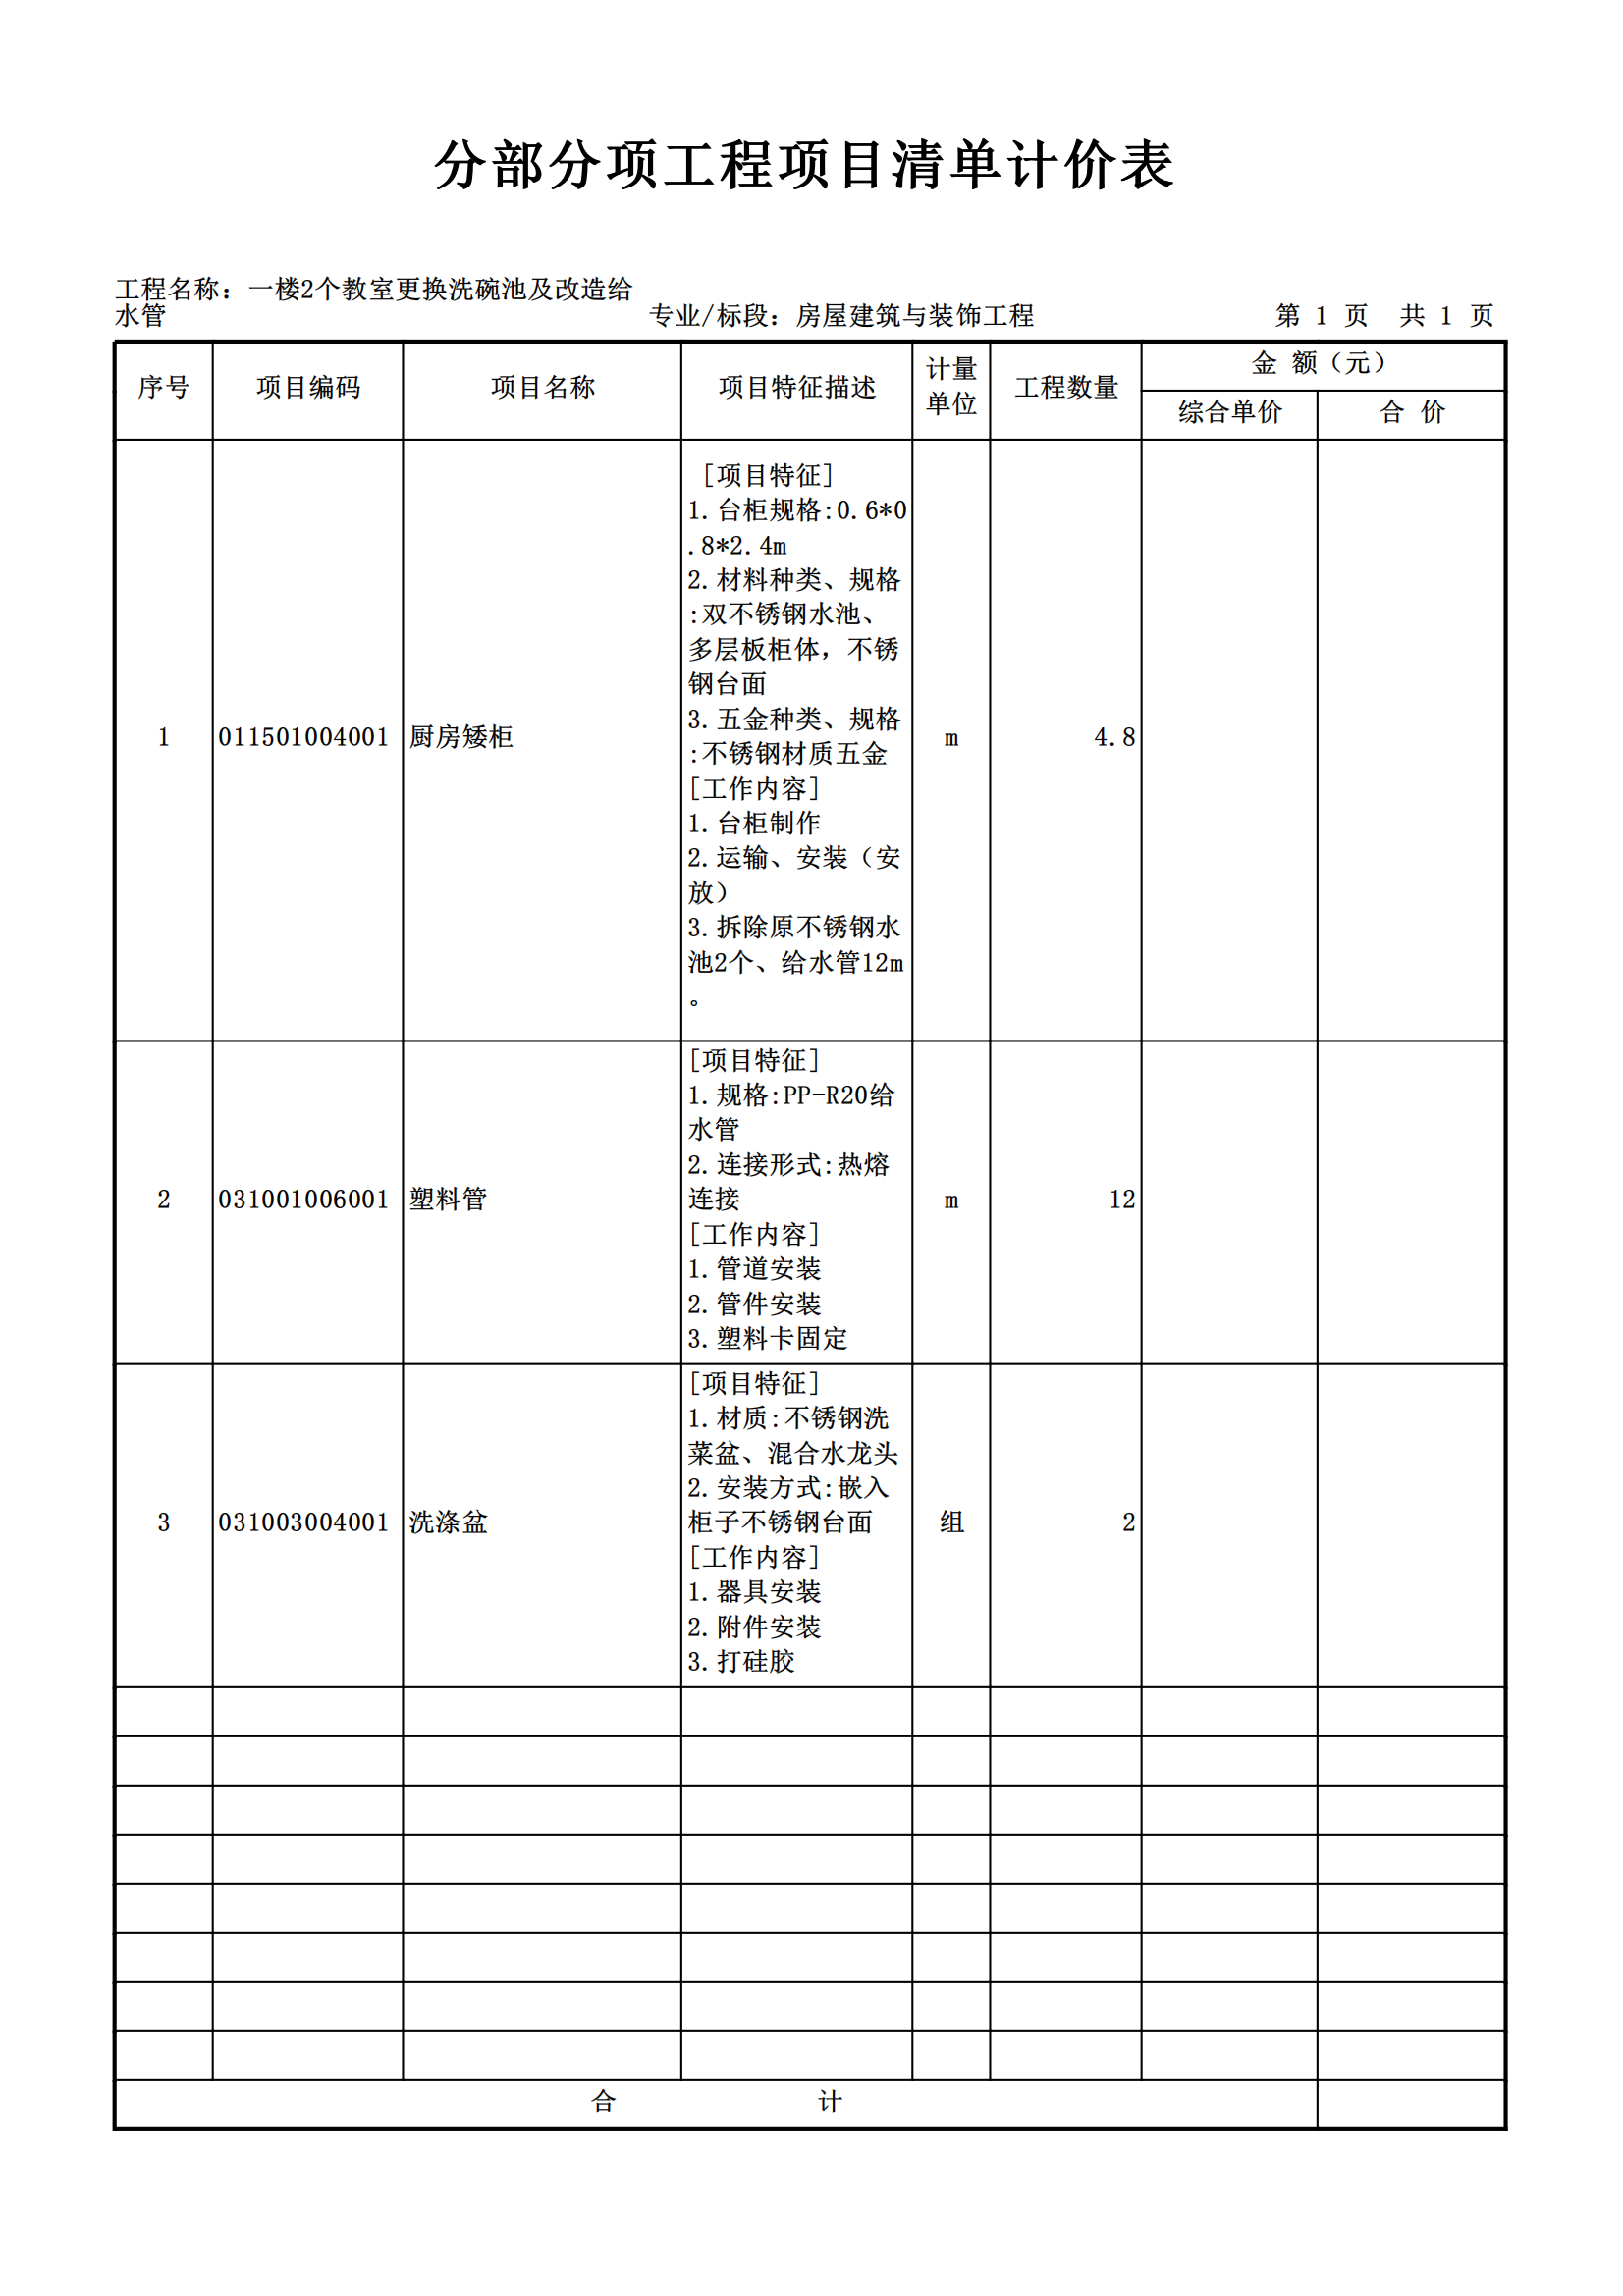 分部分项工程项目清单计价表
工程名称：一楼2个教室更换洗碗池及改造给
水管
专业/标段：房屋建筑与装饰工程
第 1 页 共 1 页
序号
项目编码
项目名称
项目特征描述
计量
单位
工程数量
金 额（元）
综合单价
合 价
1
011501004001
厨房矮柜
[项目特征]
1.台柜规格:0.6*0
.8*2.4m
2.材料种类、规格
:双不锈钢水池、
多层板柜体，不锈
钢台面
3.五金种类、规格
:不锈钢材质五金
[工作内容]
1.台柜制作
2.运输、安装（安
放）
3.拆除原不锈钢水
池2个、给水管12m
。
m
4.8
2
031001006001
塑料管
[项目特征]
1.规格:PP-R20给
水管
2.连接形式:热熔
连接
[工作内容]
1.管道安装
2.管件安装
3.塑料卡固定
m
12
3
031003004001
洗涤盆
[项目特征]
1.材质:不锈钢洗
菜盆、混合水龙头
2.安装方式:嵌入
柜子不锈钢台面
[工作内容]
1.器具安装
2.附件安装
3.打硅胶
组
2
合 计